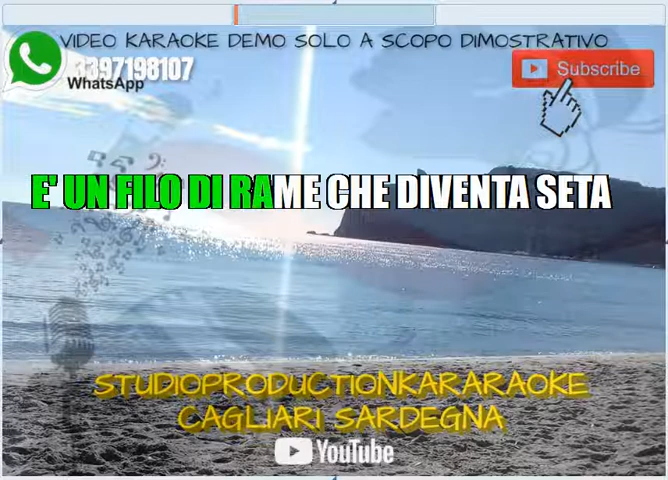 VIDEO KARAOKE DEMO SOLO A SCOPO DIMOSTRATIVO
WhatsApp
Subscribe
E' UN FILO DI RAME CHE DIVENTA SETA
STUDIOPRODUCTIONKARARAOKE
CAGLIARI SARDEGNA
YouTube